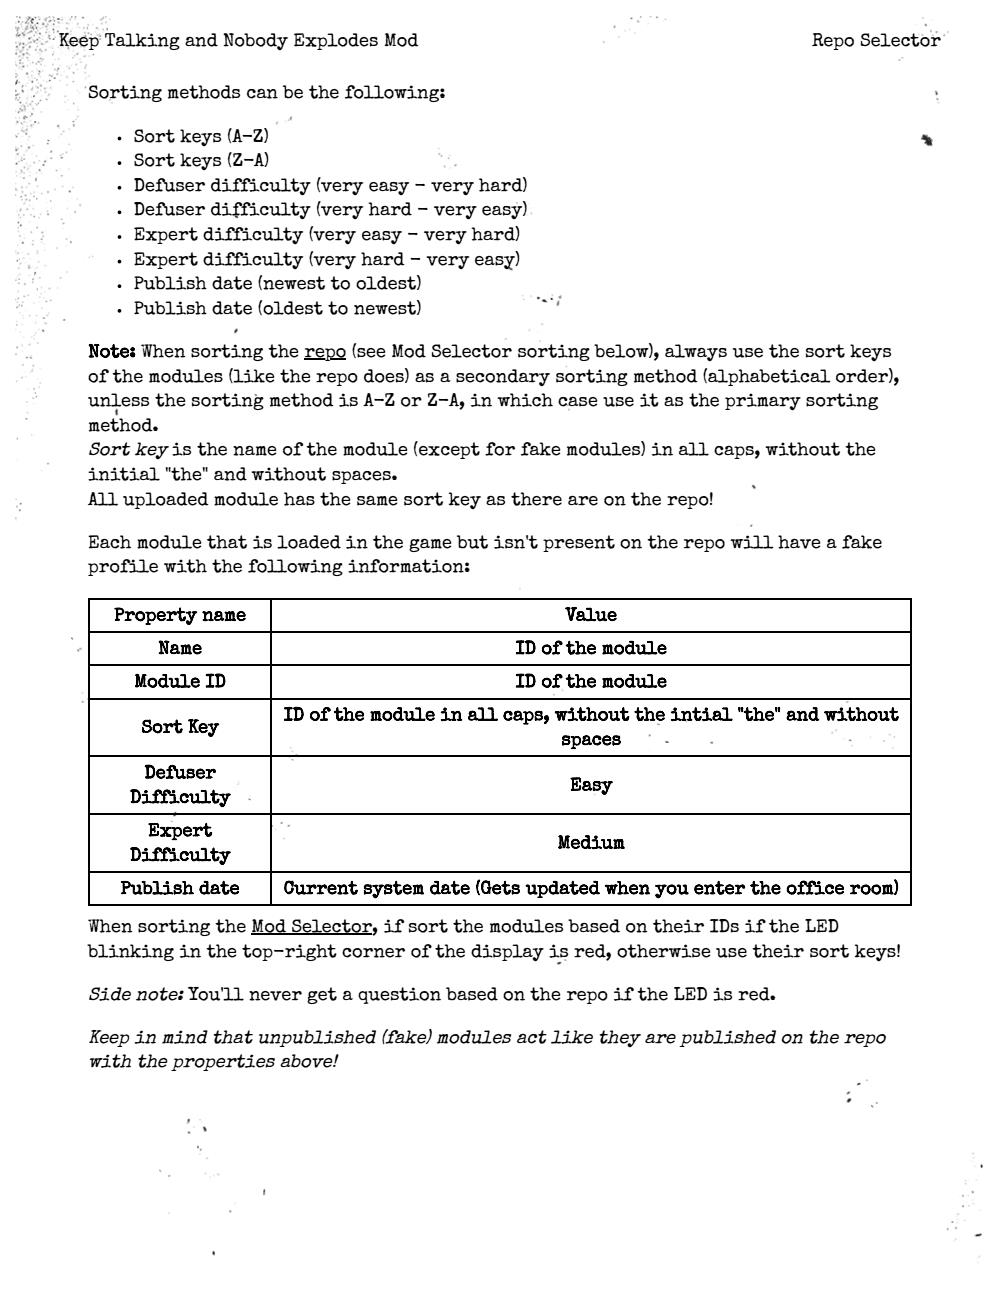 Keep Talking and Nobody Explodes Mod
Repo Selector
Sorting methods can be the following:
• Sort keys (A-Z)
• Sort keys (Z-A)
• Defuser difficulty (very easy - very hard)
• Defuser difficulty (very hard - very easy)
• Expert difficulty (very easy - very hard)
• Expert difficulty (very hard - very easy)
• Publish date (newest to oldest)
• Publish date (oldest to newest)
Note: When sorting the repo (see Mod Selector sorting below), always use the sort keys
of the modules (like the repo does) as a secondary sorting method (alphabetical order),
unless the sorting method is A-Z or Z-A, in which case use it as the primary sorting
method.
Sort key is the name of the module (except for fake modules) in all caps, without the
initial "the" and without spaces.
All uploaded module has the same sort key as there are on the repo!
Each module that is loaded in the game but isn't present on the repo will have a fake
profile with the following information:
Property name Value
Name ID of the module
Module ID ID of the module
Sort Key ID of the module in all caps, without the intial "the" and without
spaces
Defuser
Difficulty Easy
Expert
Difficulty Medium
Publish date Current system date (Gets updated when you enter the office room)
When sorting the Mod Selector, if sort the modules based on their IDs if the LED
blinking in the top-right corner of the display is red, otherwise use their sort keys!
Side note: You'll never get a question based on the repo if the LED is red.
Keep in mind that unpublished (fake) modules act like they are published on the repo
with the properties above!